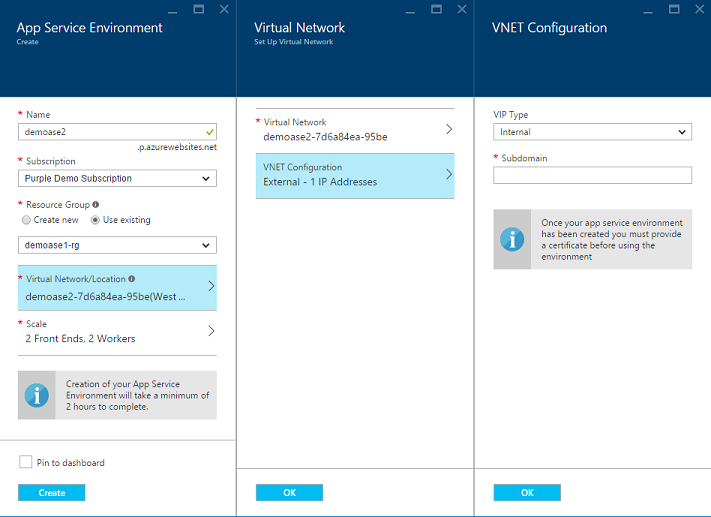 App Service Environment
Create
* Name
demoase2
.p.azurewebsites.net
* Subscription
Purple Demo Subscription
* Resource Group
Create new Use existing
demoase1-rg
* Virtual Network/Location
demoase2-7d6a84ea-95be(West ...
* Scale
2 Front Ends, 2 Workers
Creation of your App Service
Environment will take a minimum of
2 hours to complete.
Pin to dashboard
Create
Virtual Network
Set Up Virtual Network
* Virtual Network
demoase2-7d6a84ea-95be
VNET Configuration
External - 1 IP Addresses
OK
VNET Configuration
VIP Type
Internal
* Subdomain
Once your app service environment
has been created you must provide
a certificate before using the
environment
OK